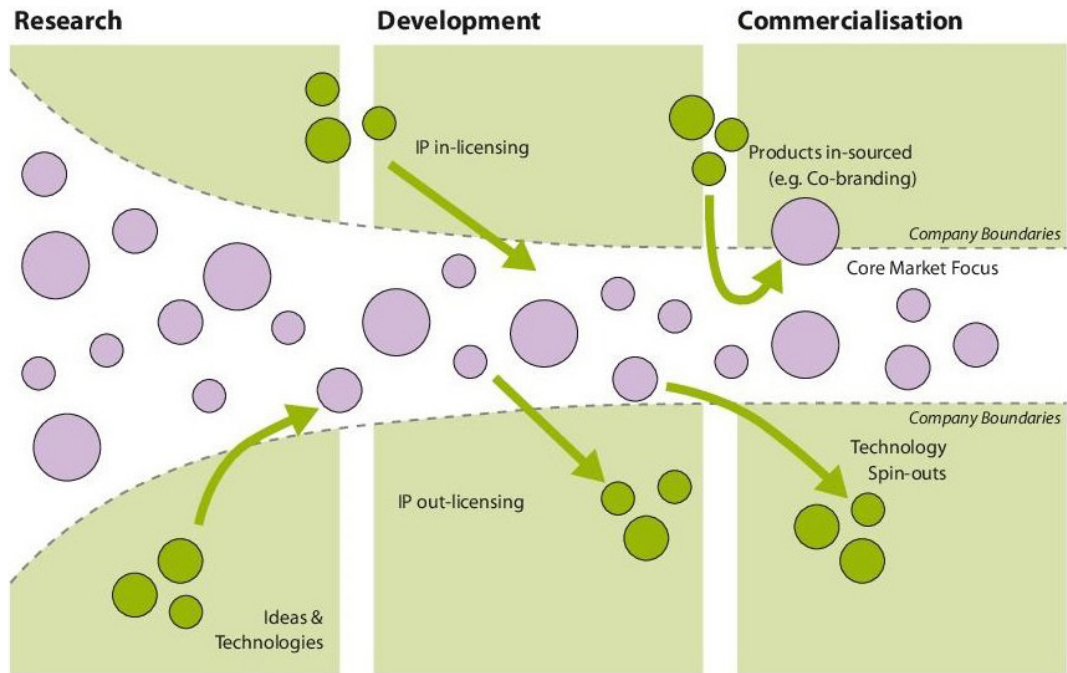 Research
Development
Commercialisation
IP in-licensing
Products in-sourced
(e.g. Co-branding)
Company Boundaries
Core Market Focus
Company Boundaries
Technology
Spin-outs
IP out-licensing
Ideas &
Technologies